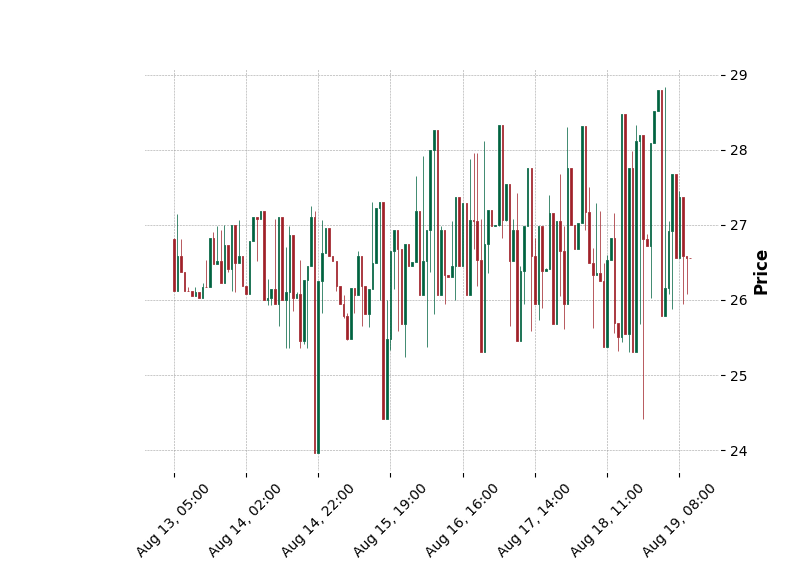 29
28
27
26
25
24
Price
Aug 13, 05:00
Aug 14, 02:00
Aug 14, 22:00
Aug 15, 19:00
Aug 16, 16:00
Aug 17, 14:00
Aug 18, 11:00
Aug 19, 08:00